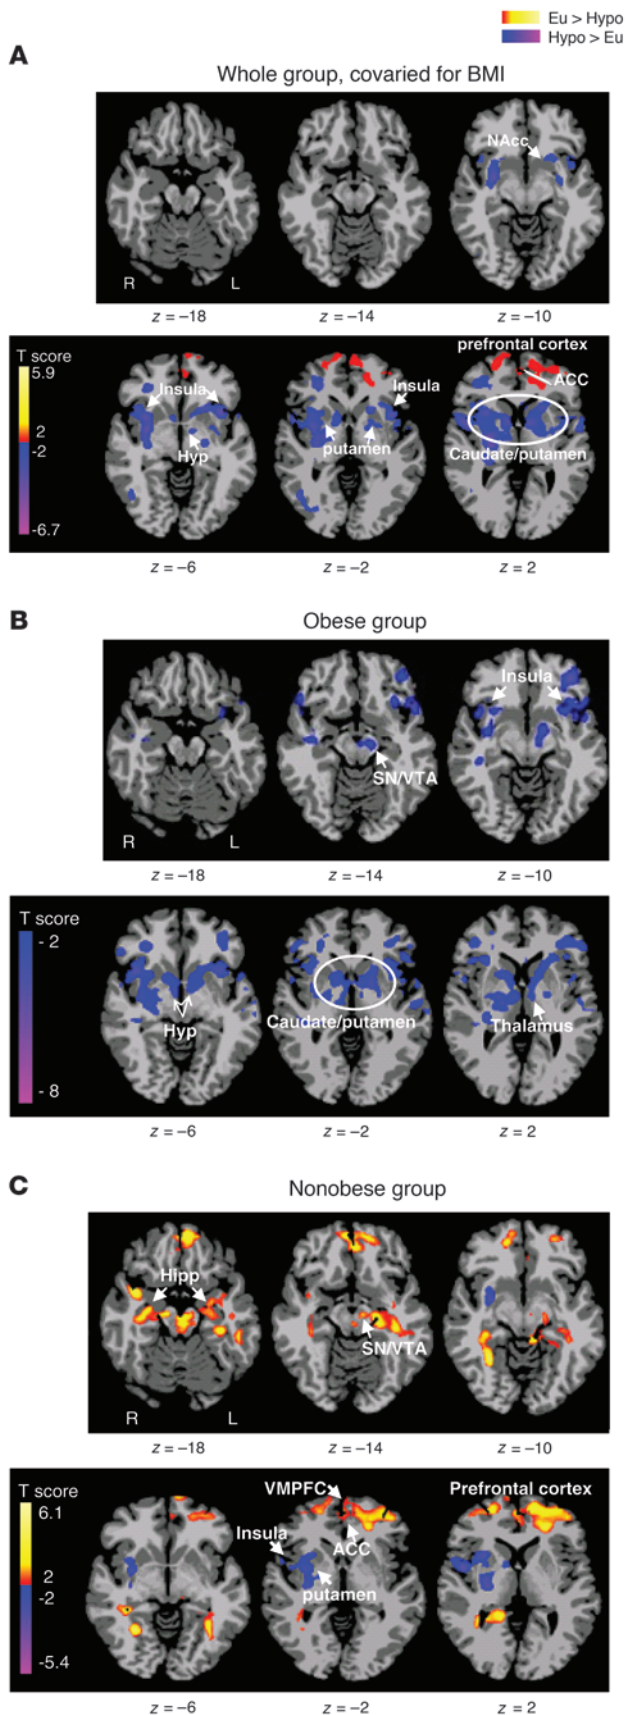 Eu > Hypo
Hypo > Eu
A
Whole group, covaried for BMI
NAcc
R L
z = –18 z = –14 z = –10
T score
5.9
2
-2
-6.7
prefrontal cortex
ACC
Insula
Insula
Hyp
putamen
Caudate/putamen
z = –6 z = –2 z = 2
B
Obese group
Insula
SN/VTA
R L
z = –18 z = –14 z = –10
T score
- 2
- 8
Hyp
Caudate/putamen
Thalamus
z = –6 z = –2 z = 2
C
Nonobese group
Hipp
SN/VTA
R L
z = –18 z = –14 z = –10
T score
6.1
2
-2
-5.4
VMPFC
Prefrontal cortex
Insula
ACC
putamen
z = –6 z = –2 z = 2